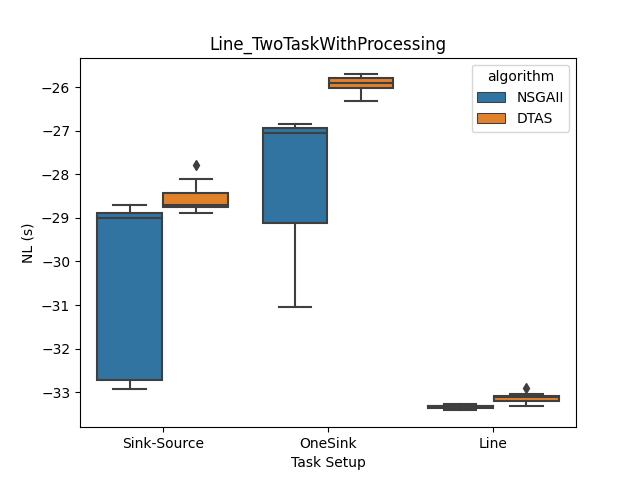 Line_TwoTaskWithProcessing
algorithm
NSGAII
DTAS
NL (s)
−26
−27
−28
−29
−30
−31
−32
−33
Sink-Source
OneSink
Line
Task Setup